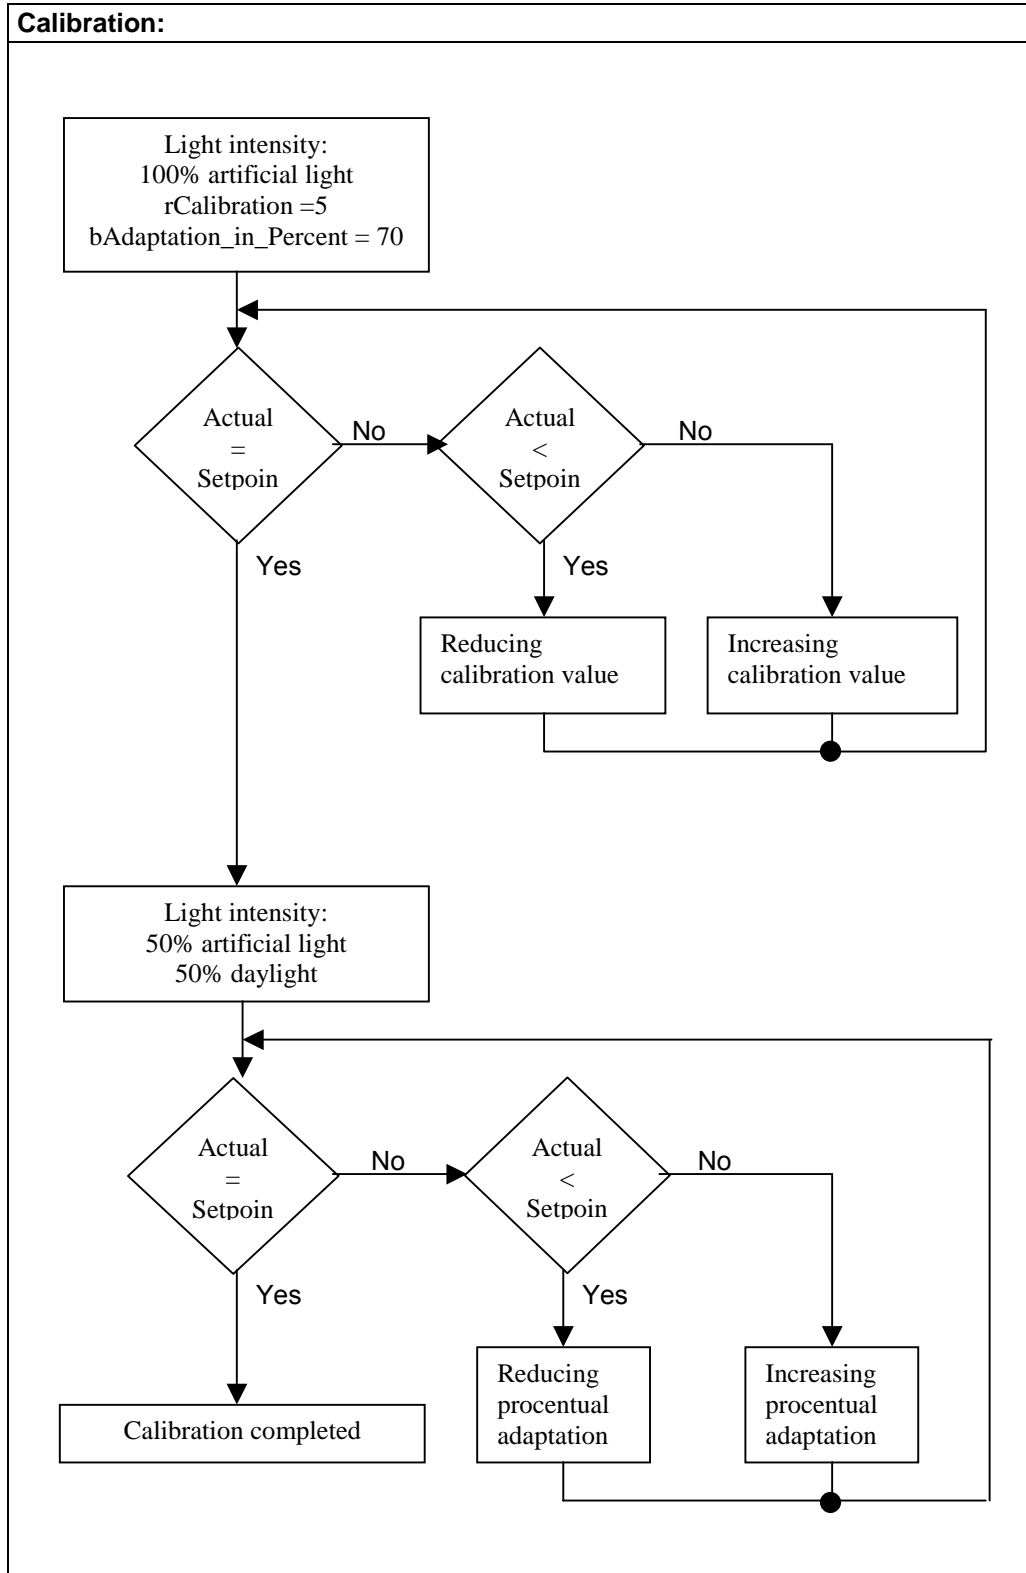 Calibration:
Light intensity:
100% artificial light
rCalibration =5
bAdaptation_in_Percent = 70
Actual
=
Setpoin
No
Actual
<
Setpoin
No
Yes
Yes
Reducing
calibration value
Increasing
calibration value
Light intensity:
50% artificial light
50% daylight
Actual
=
Setpoin
No
Actual
<
Setpoin
No
Yes
Yes
Reducing
procentual
adaptation
Increasing
procentual
adaptation
Calibration completed